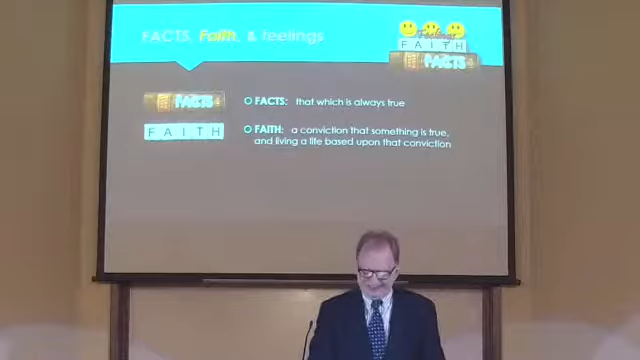 FACTS, Faith, & feelings
FAITH
FACTS
FACTS
FACTS: that which is always true
FAITH
FAITH: a conviction that something is true,
and living a life based upon that conviction